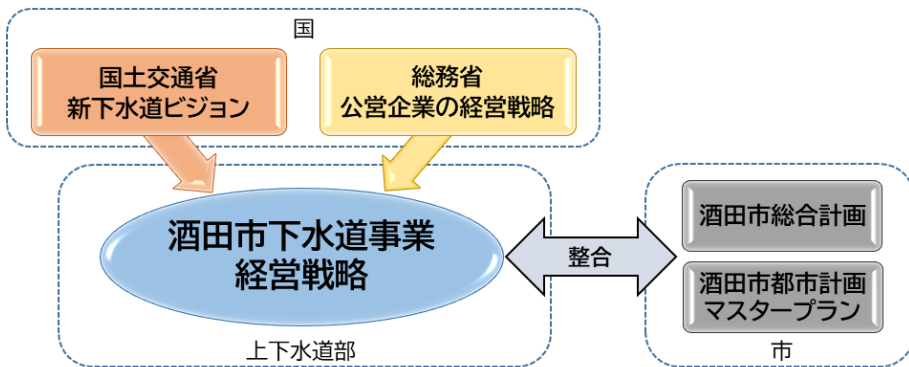 国
国土交通省
新下水道ビジョン
総務省
公営企業の経営戦略
酒田市下水道事業
経営戦略
上下水道部
整合
酒田市総合計画
酒田市都市計画
マスタープラン
市